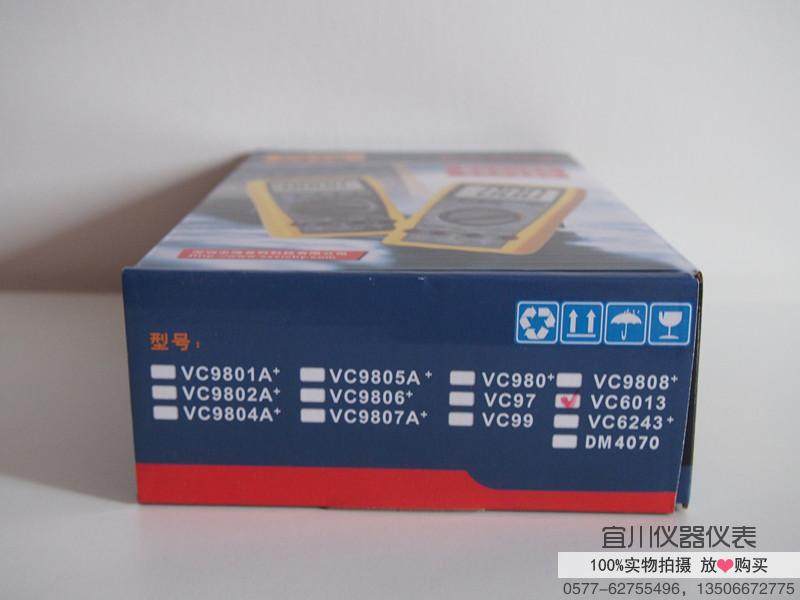 型号：
VC9801A+ VC9805A+ VC980+ VC9808+
VC9802A+ VC9806+ VC97 VC6013
VC9804A+ VC9807A+ VC99 VC6243+
DM4070
宜川仪器仪表
100%实物拍摄 放❤购买
0577-62755496，13506672775